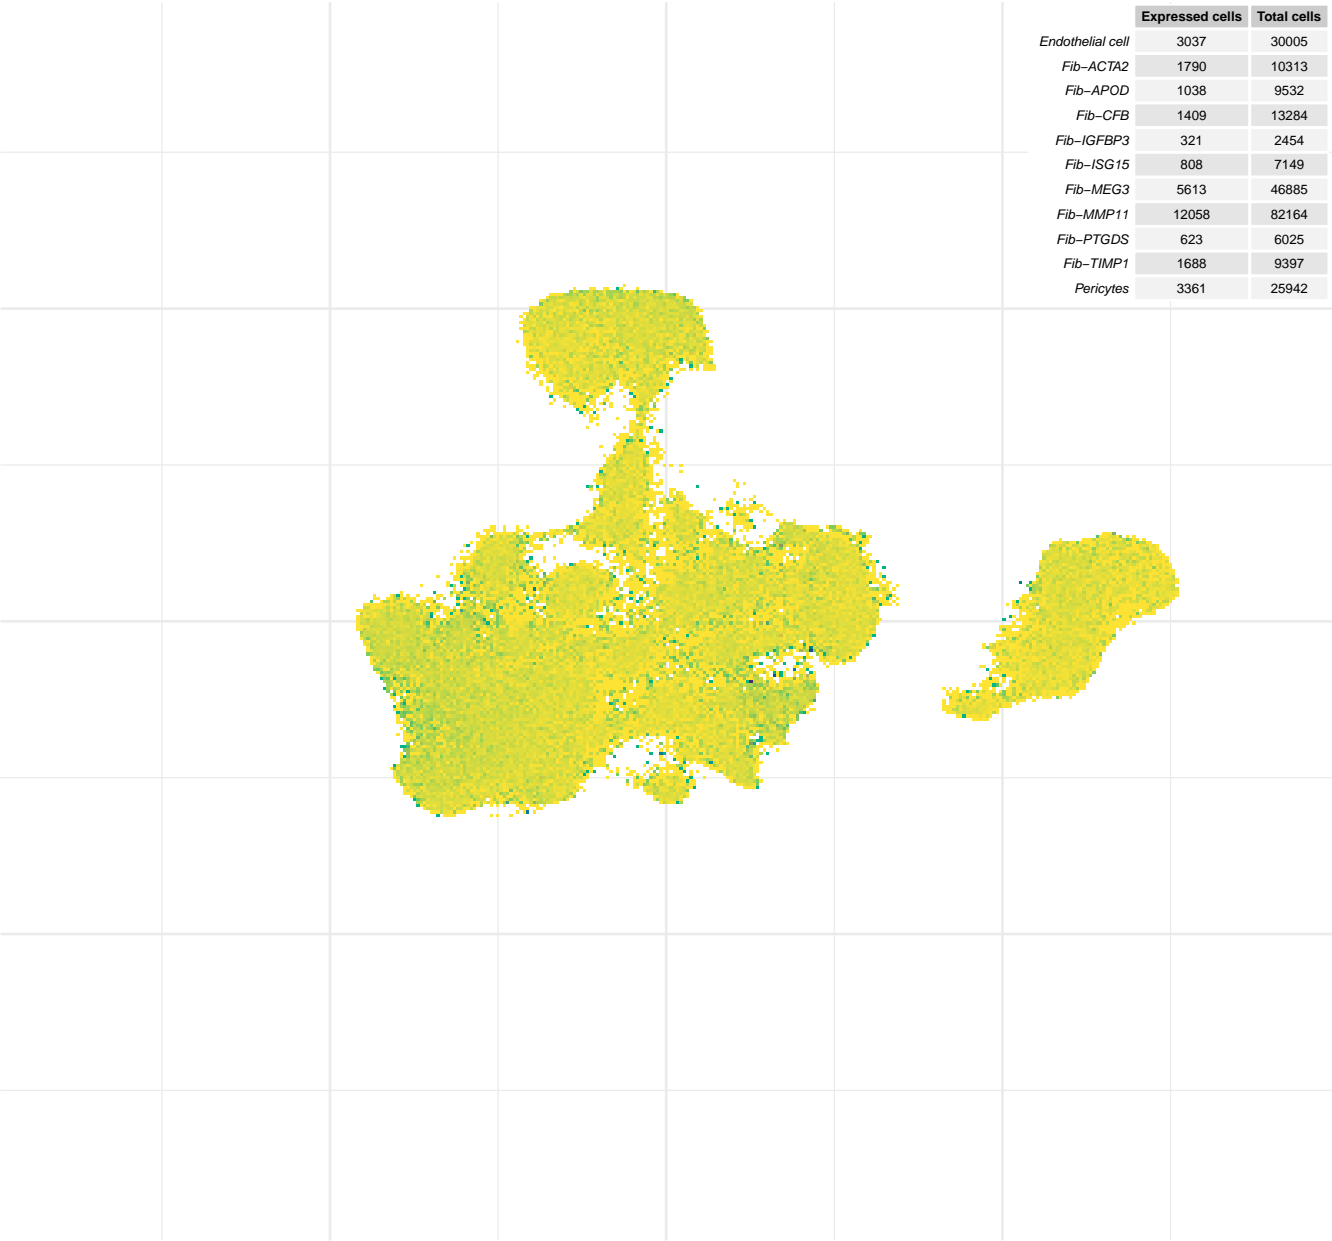 Expressed cells Total cells
Endothelial cell 3037 30005
Fib−ACTA2 1790 10313
Fib−APOD 1038 9532
Fib−CFB 1409 13284
Fib−IGFBP3 321 2454
Fib−ISG15 808 7149
Fib−MEG3 5613 46885
Fib−MMP11 12058 82164
Fib−PTGDS 623 6025
Fib−TIMP1 1688 9397
Pericytes 3361 25942